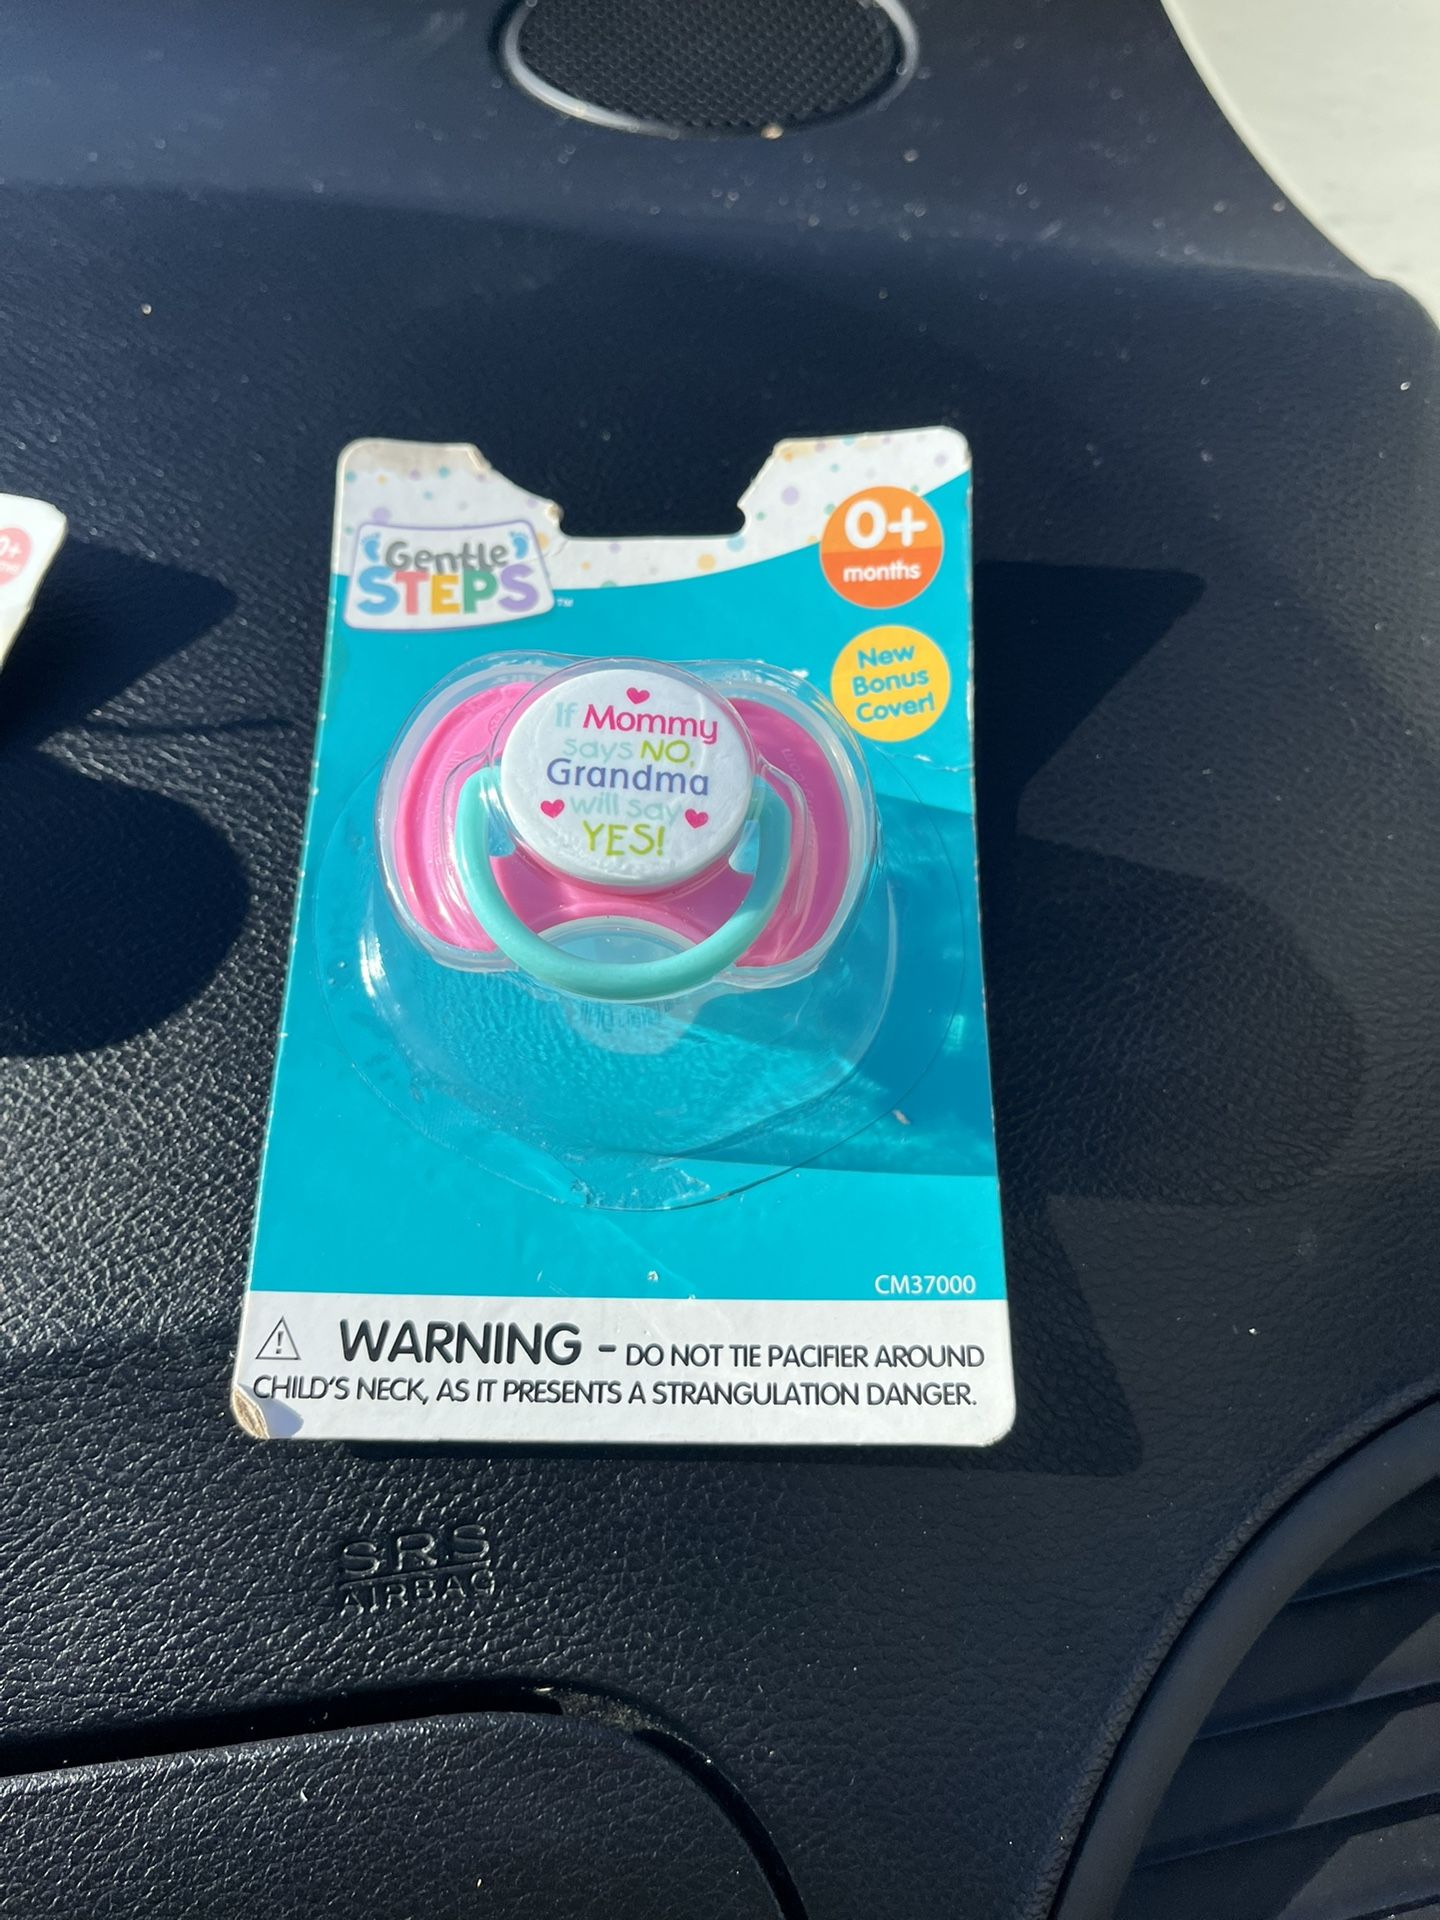 Gentle
STEPS
™
0+
months
New
Bonus
Cover!
If Mommy
says NO,
Grandma
will say
YES!
CM37000
WARNING - DO NOT TIE PACIFIER AROUND
CHILD'S NECK, AS IT PRESENTS A STRANGULATION DANGER.
SRS
AIRBAG